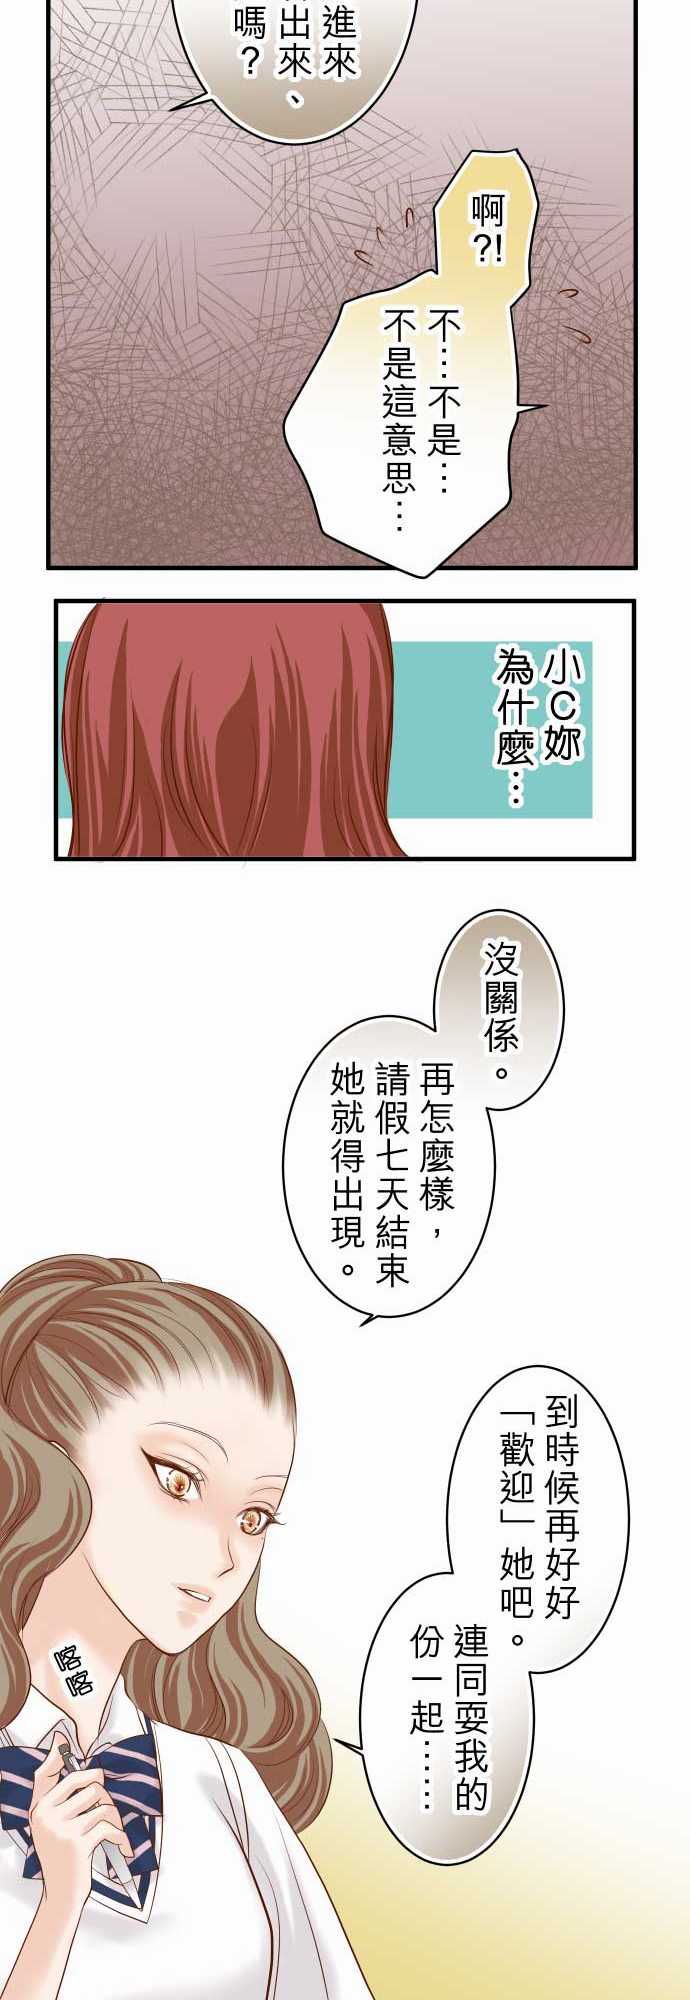 進來
出來、
嗎？
啊?!
不…不是…
不是這意思…
小C妳
為什麼…
沒關係。
再怎麼樣，
請假七天結束
她就得出現。
到時候再好好
「歡迎」她吧。
連同耍我的
份一起……
喀喀